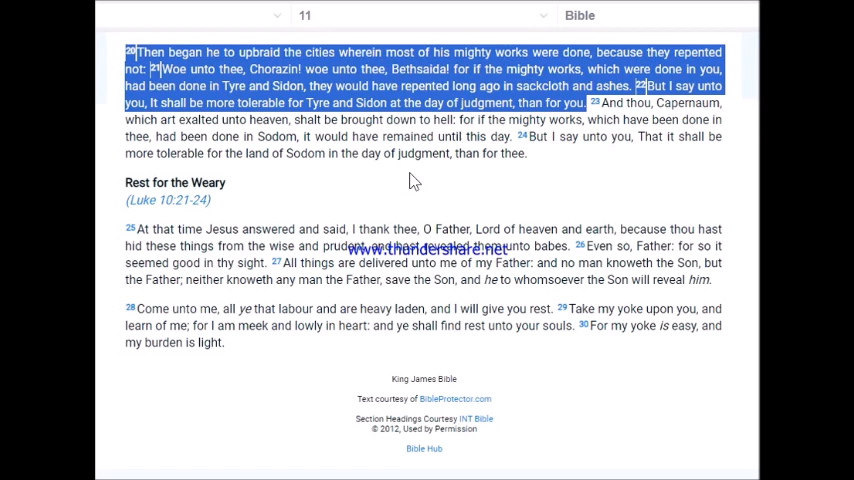 11 Bible
20Then began he to upbraid the cities wherein most of his mighty works were done, because they repented
not: 21Woe unto thee, Chorazin! woe unto thee, Bethsaida! for if the mighty works, which were done in you,
had been done in Tyre and Sidon, they would have repented long ago in sackcloth and ashes. 22But I say unto
you, It shall be more tolerable for Tyre and Sidon at the day of judgment, than for you. 23And thou, Capernaum,
which art exalted unto heaven, shalt be brought down to hell: for if the mighty works, which have been done in
thee, had been done in Sodom, it would have remained until this day. 24But I say unto you, That it shall be
more tolerable for the land of Sodom in the day of judgment, than for thee.
Rest for the Weary
(Luke 10:21-24)
25At that time Jesus answered and said, I thank thee, O Father, Lord of heaven and earth, because thou hast
hid these things from the wise and prudent, and hast revealed them unto babes. 26Even so, Father: for so it
www.thundershare.net
seemed good in thy sight. 27All things are delivered unto me of my Father: and no man knoweth the Son, but
the Father; neither knoweth any man the Father, save the Son, and he to whomsoever the Son will reveal him.
28Come unto me, all ye that labour and are heavy laden, and I will give you rest. 29Take my yoke upon you, and
learn of me; for I am meek and lowly in heart: and ye shall find rest unto your souls. 30For my yoke is easy, and
my burden is light.
King James Bible
Text courtesy of BibleProtector.com
Section Headings Courtesy INT Bible
© 2012, Used by Permission
Bible Hub